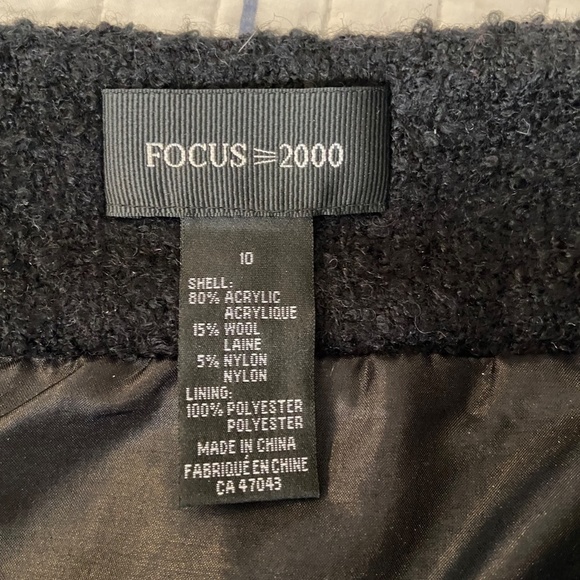 FOCUS 2000
10
SHELL:
80% ACRYLIC
ACRYLIQUE
15% WOOL
LAINE
5% NYLON
NYLON
LINING:
100% POLYESTER
POLYESTER
MADE IN CHINA
FABRIQUÉ EN CHINE
CA 47043